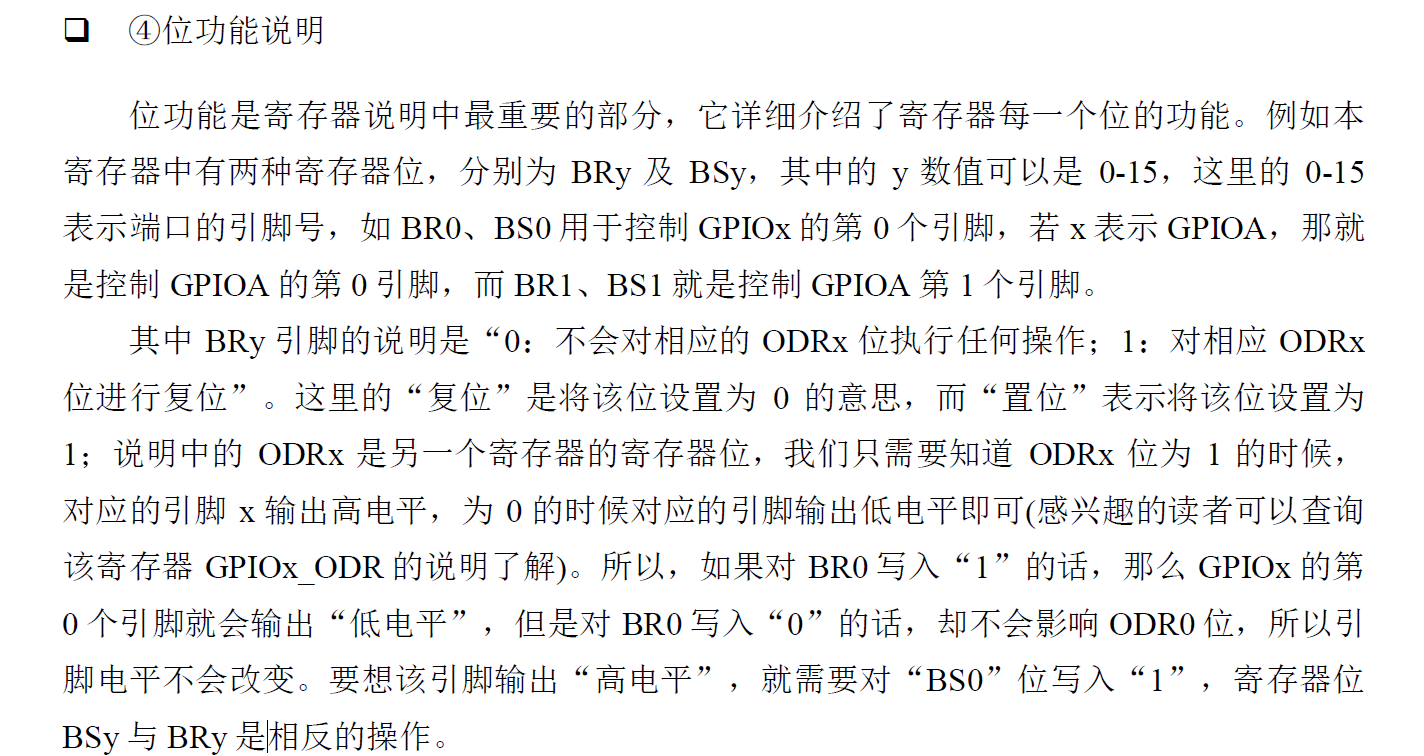 ❑ ④位功能说明
位功能是寄存器说明中最重要的部分，它详细介绍了寄存器每一个位的功能。例如本
寄存器中有两种寄存器位，分别为 BRy 及 BSy，其中的 y 数值可以是 0-15，这里的 0-15
表示端口的引脚号，如 BR0、BS0 用于控制 GPIOx 的第 0 个引脚，若 x 表示 GPIOA，那就
是控制 GPIOA 的第 0 引脚，而 BR1、BS1 就是控制 GPIOA 第 1 个引脚。
其中 BRy 引脚的说明是“0：不会对相应的 ODRx 位执行任何操作；1：对相应 ODRx
位进行复位”。这里的“复位”是将该位设置为 0 的意思，而“置位”表示将该位设置为
1；说明中的 ODRx 是另一个寄存器的寄存器位，我们只需要知道 ODRx 位为 1 的时候，
对应的引脚 x 输出高电平，为 0 的时候对应的引脚输出低电平即可(感兴趣的读者可以查询
该寄存器 GPIOx_ODR 的说明了解)。所以，如果对 BR0 写入“1”的话，那么 GPIOx 的第
0 个引脚就会输出“低电平”，但是对 BR0 写入“0”的话，却不会影响 ODR0 位，所以引
脚电平不会改变。要想该引脚输出“高电平”，就需要对“BS0”位写入“1”，寄存器位
BSy 与 BRy 是相反的操作。